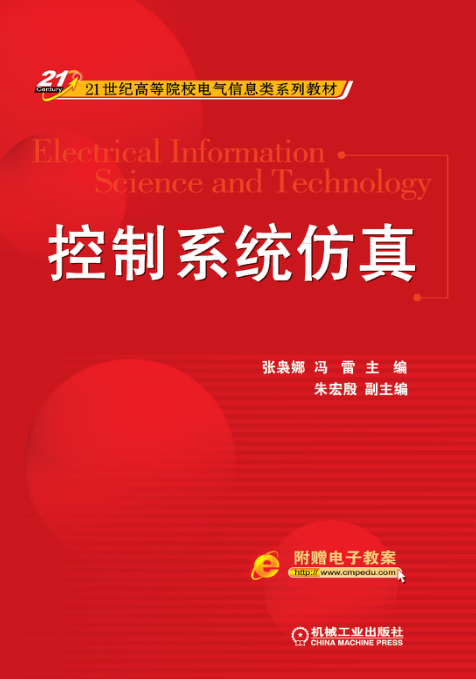 21
Century
21世纪高等院校电气信息类系列教材
Electrical Information
Science and Technology
控制系统仿真
张袅娜 冯 雷 主 编
朱宏殷 副主编
附赠电子教案
http:// www.cmpedu.com
机械工业出版社
CHINA MACHINE PRESS